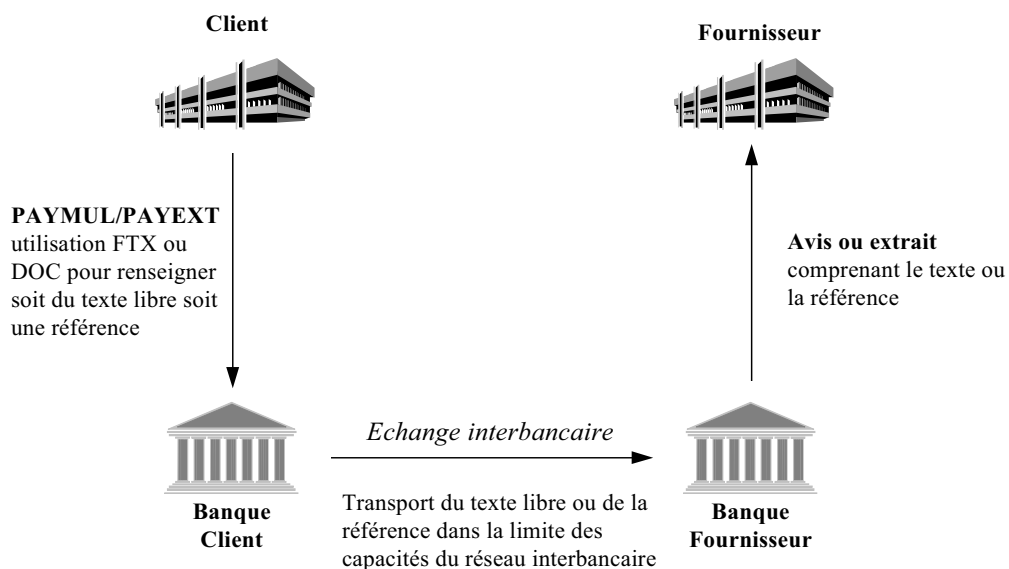 Client
Fournisseur
PAYMUL/PAYEXT
utilisation FTX ou
DOC pour renseigner
soit du texte libre soit
une référence
Avis ou extrait
comprenant le texte ou
la référence
Echange interbancaire
Transport du texte libre ou de la
référence dans la limite des
capacités du réseau interbancaire
Banque
Client
Banque
Fournisseur